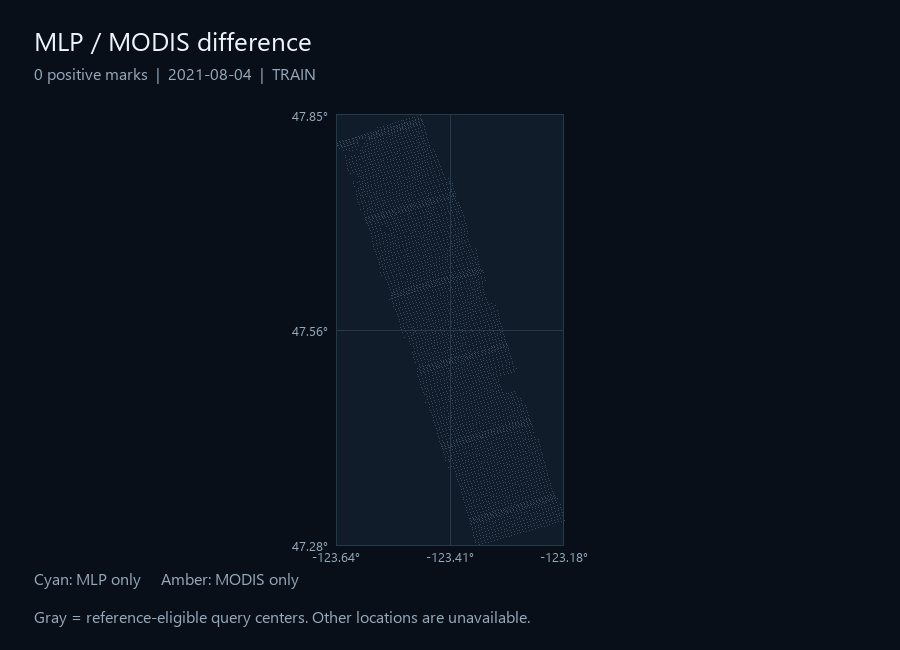 MLP / MODIS difference
0 positive marks | 2021-08-04 | TRAIN
47.85°
47.56°
47.28°
-123.64° -123.41° -123.18°
Cyan: MLP only Amber: MODIS only
Gray = reference-eligible query centers. Other locations are unavailable.